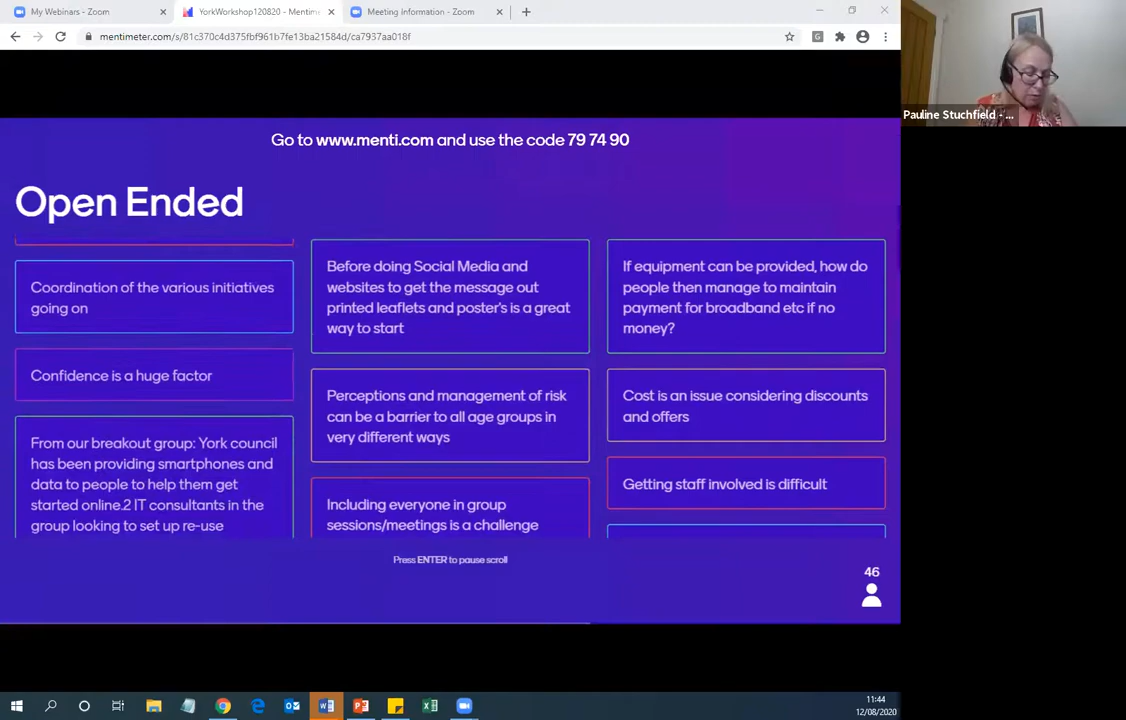 My Webinars - Zoom
YorkWorkshop120820 - Mentime
Meeting Information - Zoom
mentimeter.com/s/81c370c4d375fbf961b7fe13ba21584d/ca7937aa018f
Pauline Stuchfield - ...
Go to www.menti.com and use the code 79 74 90
Open Ended
Coordination of the various initiatives
going on
Confidence is a huge factor
From our breakout group: York council
has been providing smartphones and
data to people to help them get
started online.2 IT consultants in the
group looking to set up re-use
Before doing Social Media and
websites to get the message out
printed leaflets and poster's is a great
way to start
Perceptions and management of risk
can be a barrier to all age groups in
very different ways
Including everyone in group
sessions/meetings is a challenge
If equipment can be provided, how do
people then manage to maintain
payment for broadband etc if no
money?
Cost is an issue considering discounts
and offers
Getting staff involved is difficult
Press ENTER to pause scroll
46
11:44
12/08/2020